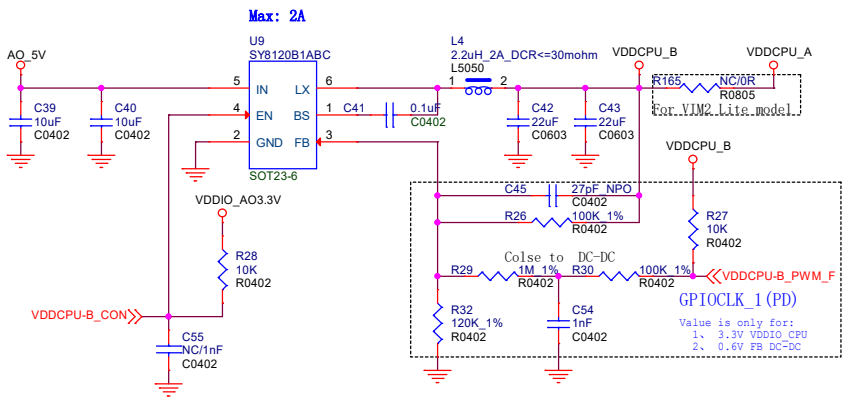 Max: 2A
U9
SY8120B1ABC
L4
2.2uH_2A_DCR<=30mohm
L5050
AO_5V
VDDCPU_B
VDDCPU_A
5
IN
LX
6
1
2
R165
NC/0R
R0805
For VIM2 Lite model
C39
10uF
C0402
C40
10uF
C0402
4
EN
BS
1
C41
0.1uF
C0402
C42
22uF
C0603
C43
22uF
C0603
2
GND
FB
3
SOT23-6
VDDCPU_B
VDDIO_AO3.3V
C45
27pF_NPO
C0402
R26
100K_1%
R0402
R27
10K
R0402
R28
10K
R0402
Colse to DC-DC
R29
1M_1%
R0402
R30
100K_1%
R0402
VDDCPU-B_PWM_F
GPIOCLK_1(PD)
VDDCPU-B_CON
R32
120K_1%
R0402
C54
1nF
C0402
Value is only for:
1、 3.3V VDDIO_CPU
2、 0.6V FB DC-DC
C55
NC/1nF
C0402